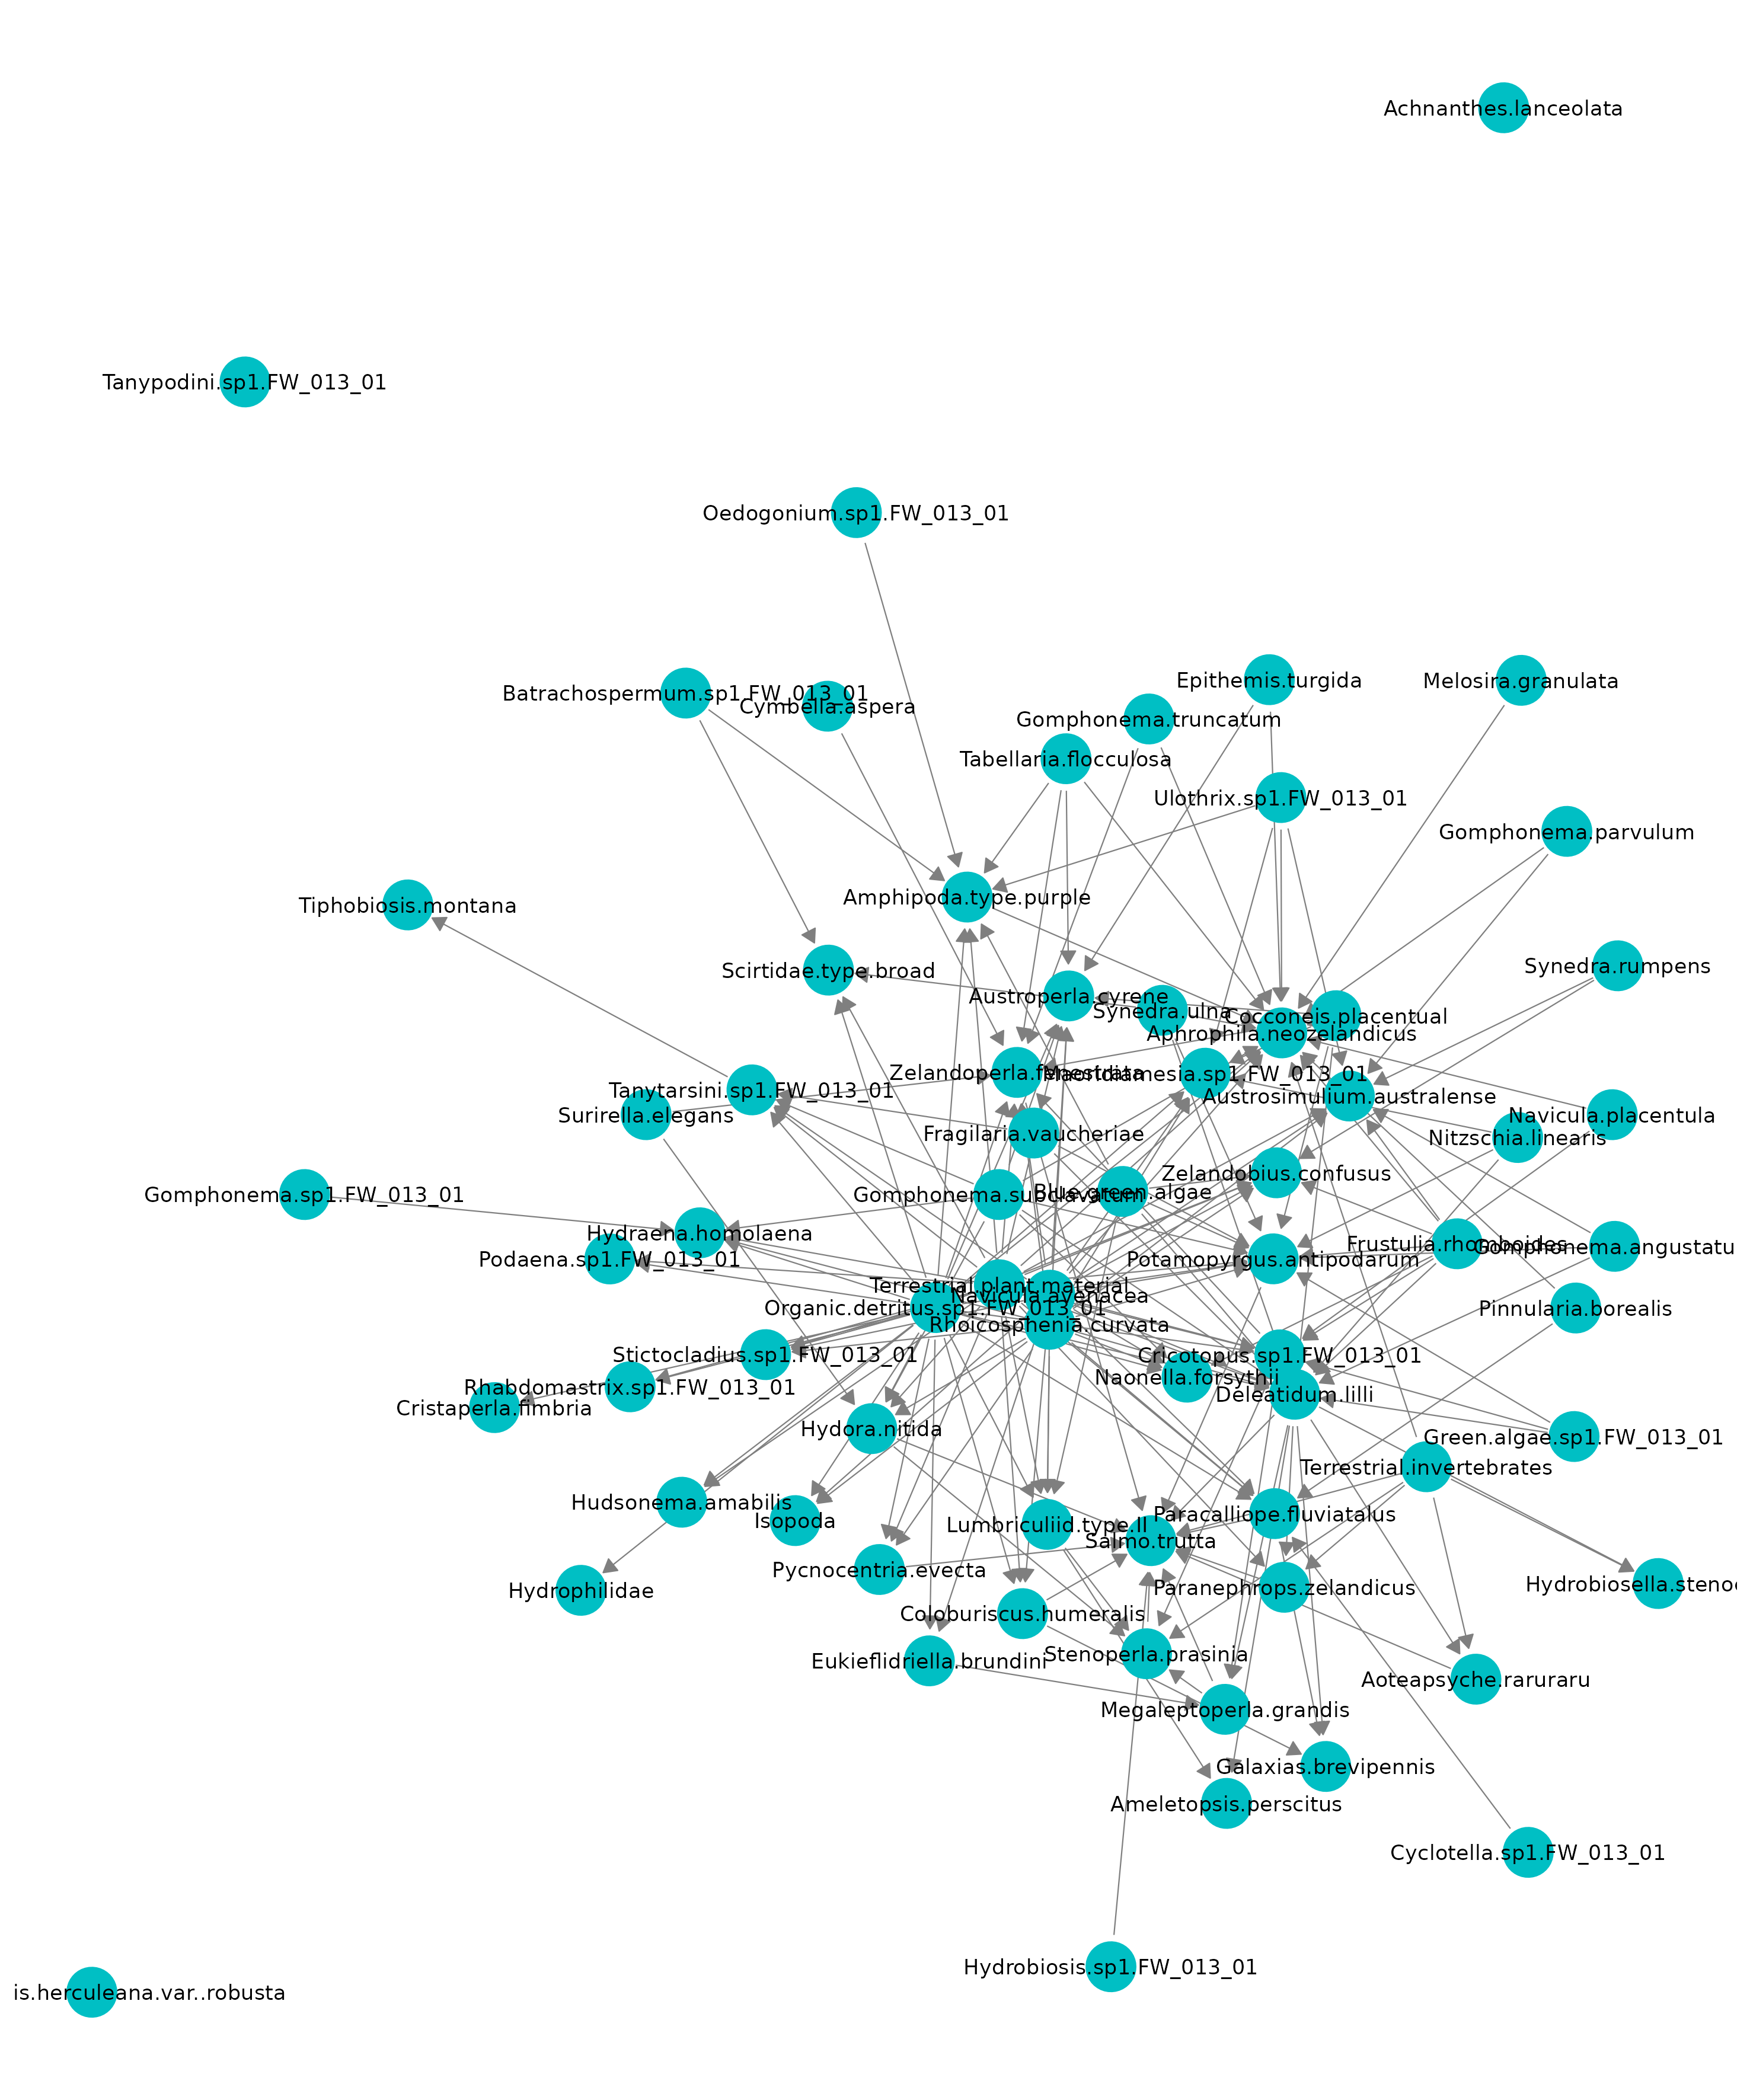 Achnanthes.lanceolata
Tanypodini.sp1.FW_013_01
Oedogonium.sp1.FW_013_01
Epithemis.turgida
Melosira.granulata
Batrachospermum.sp1.FW_013_01
Cymbella.aspera
Gomphonema.truncatum
Tabellaria.flocculosa
Ulothrix.sp1.FW_013_01
Gomphonema.parvulum
Amphipoda.type.purple
Tiphobiosis.montana
Synedra.rumpens
Scirtidae.type.broad
Austroperla.cyrene
Synedra.ulna
Cocconeis.placentual
Aphrophila.neozelandicus
Zelandoperla.fenestrata
Maoridiamesia.sp1.FW_013_01
Tanytarsini.sp1.FW_013_01
Austrosimulium.australense
Surirella.elegans
Navicula.placentula
Fragilaria.vaucheriae
Nitzschia.linearis
Zelandobius.confusus
Gomphonema.sp1.FW_013_01
Gomphonema.subclavatum
Blue.green.algae
Hydraena.homolaena
Frustulia.rhomboides
Gomphonema.angustatu
Podaena.sp1.FW_013_01
Potamopyrgus.antipodarum
Terrestrial.plant.material
Navicula.avenacea
Organic.detritus.sp1.FW_013_01
Pinnularia.borealis
Rhoicosphenia.curvata
Stictocladius.sp1.FW_013_01
Cricotopus.sp1.FW_013_01
Naonella.forsythii
Rhabdomastrix.sp1.FW_013_01
Deleatidum.lilli
Cristaperla.fimbria
Hydora.nitida
Green.algae.sp1.FW_013_01
Terrestrial.invertebrates
Hudsonema.amabilis
Isopoda
Paracalliope.fluviatalus
Lumbriculiid.type.II
Salmo.trutta
Pycnocentria.evecta
Hydrobiosella.stenoc
Paranephrops.zelandicus
Hydrophilidae
Coloburiscus.humeralis
Stenoperla.prasinia
Eukieflidriella.brundini
Aoteapsyche.raruraru
Megaleptoperla.grandis
Galaxias.brevipennis
Ameletopsis.perscitus
Cyclotella.sp1.FW_013_01
Hydrobiosis.sp1.FW_013_01
is.herculeana.var..robusta